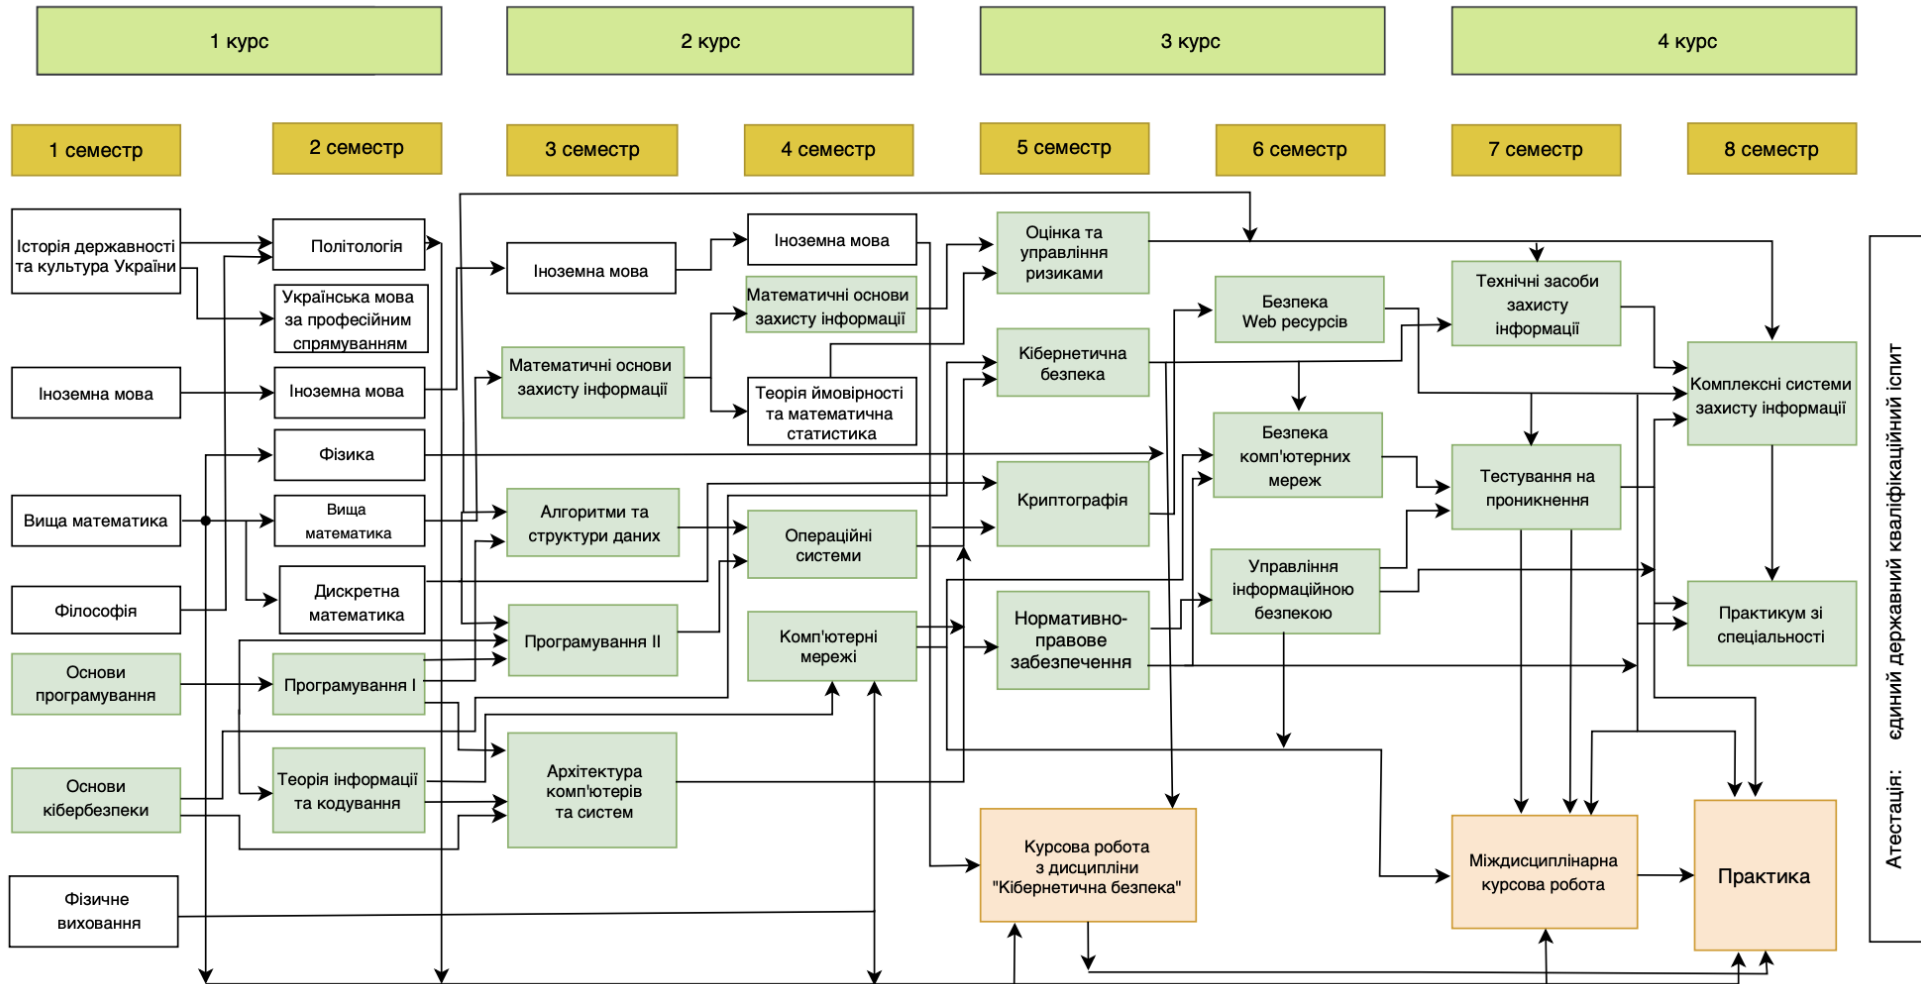 1 курс
2 курс
3 курс
4 курс
1 семестр
2 семестр
3 семестр
4 семестр
5 семестр
6 семестр
7 семестр
8 семестр
Історія державності
та культура України
Іноземна мова
Вища математика
Філософія
Основи
програмування
Основи
кібербезпеки
Фізичне
виховання
Політологія
Українська мова
за професійним
спрямуванням
Іноземна мова
Фізика
Вища
математика
Дискретна
математика
Програмування І
Теорія інформації
та кодування
Іноземна мова
Математичні основи
захисту інформації
Алгоритми та
структури даних
Програмування ІІ
Архітектура
комп'ютерів
та систем
Іноземна мова
Математичні основи
захисту інформації
Теорія ймовірності
та математична
статистика
Операційні
системи
Комп'ютерні
мережі
Оцінка та
управління
ризиками
Кібернетична
безпека
Криптографія
Нормативно-
правове
забезпечення
Курсова робота
з дисципліни
"Кібернетична безпека"
Безпека
Web ресурсів
Безпека
комп'ютерних
мереж
Управління
інформаційною
безпекою
Технічні засоби
захисту
інформації
Тестування на
проникнення
Міждисциплінарна
курсова робота
Комплексні системи
захисту інформації
Практикум зі
спеціальності
Практика
Атестація: єдиний державний кваліфікаційний іспит